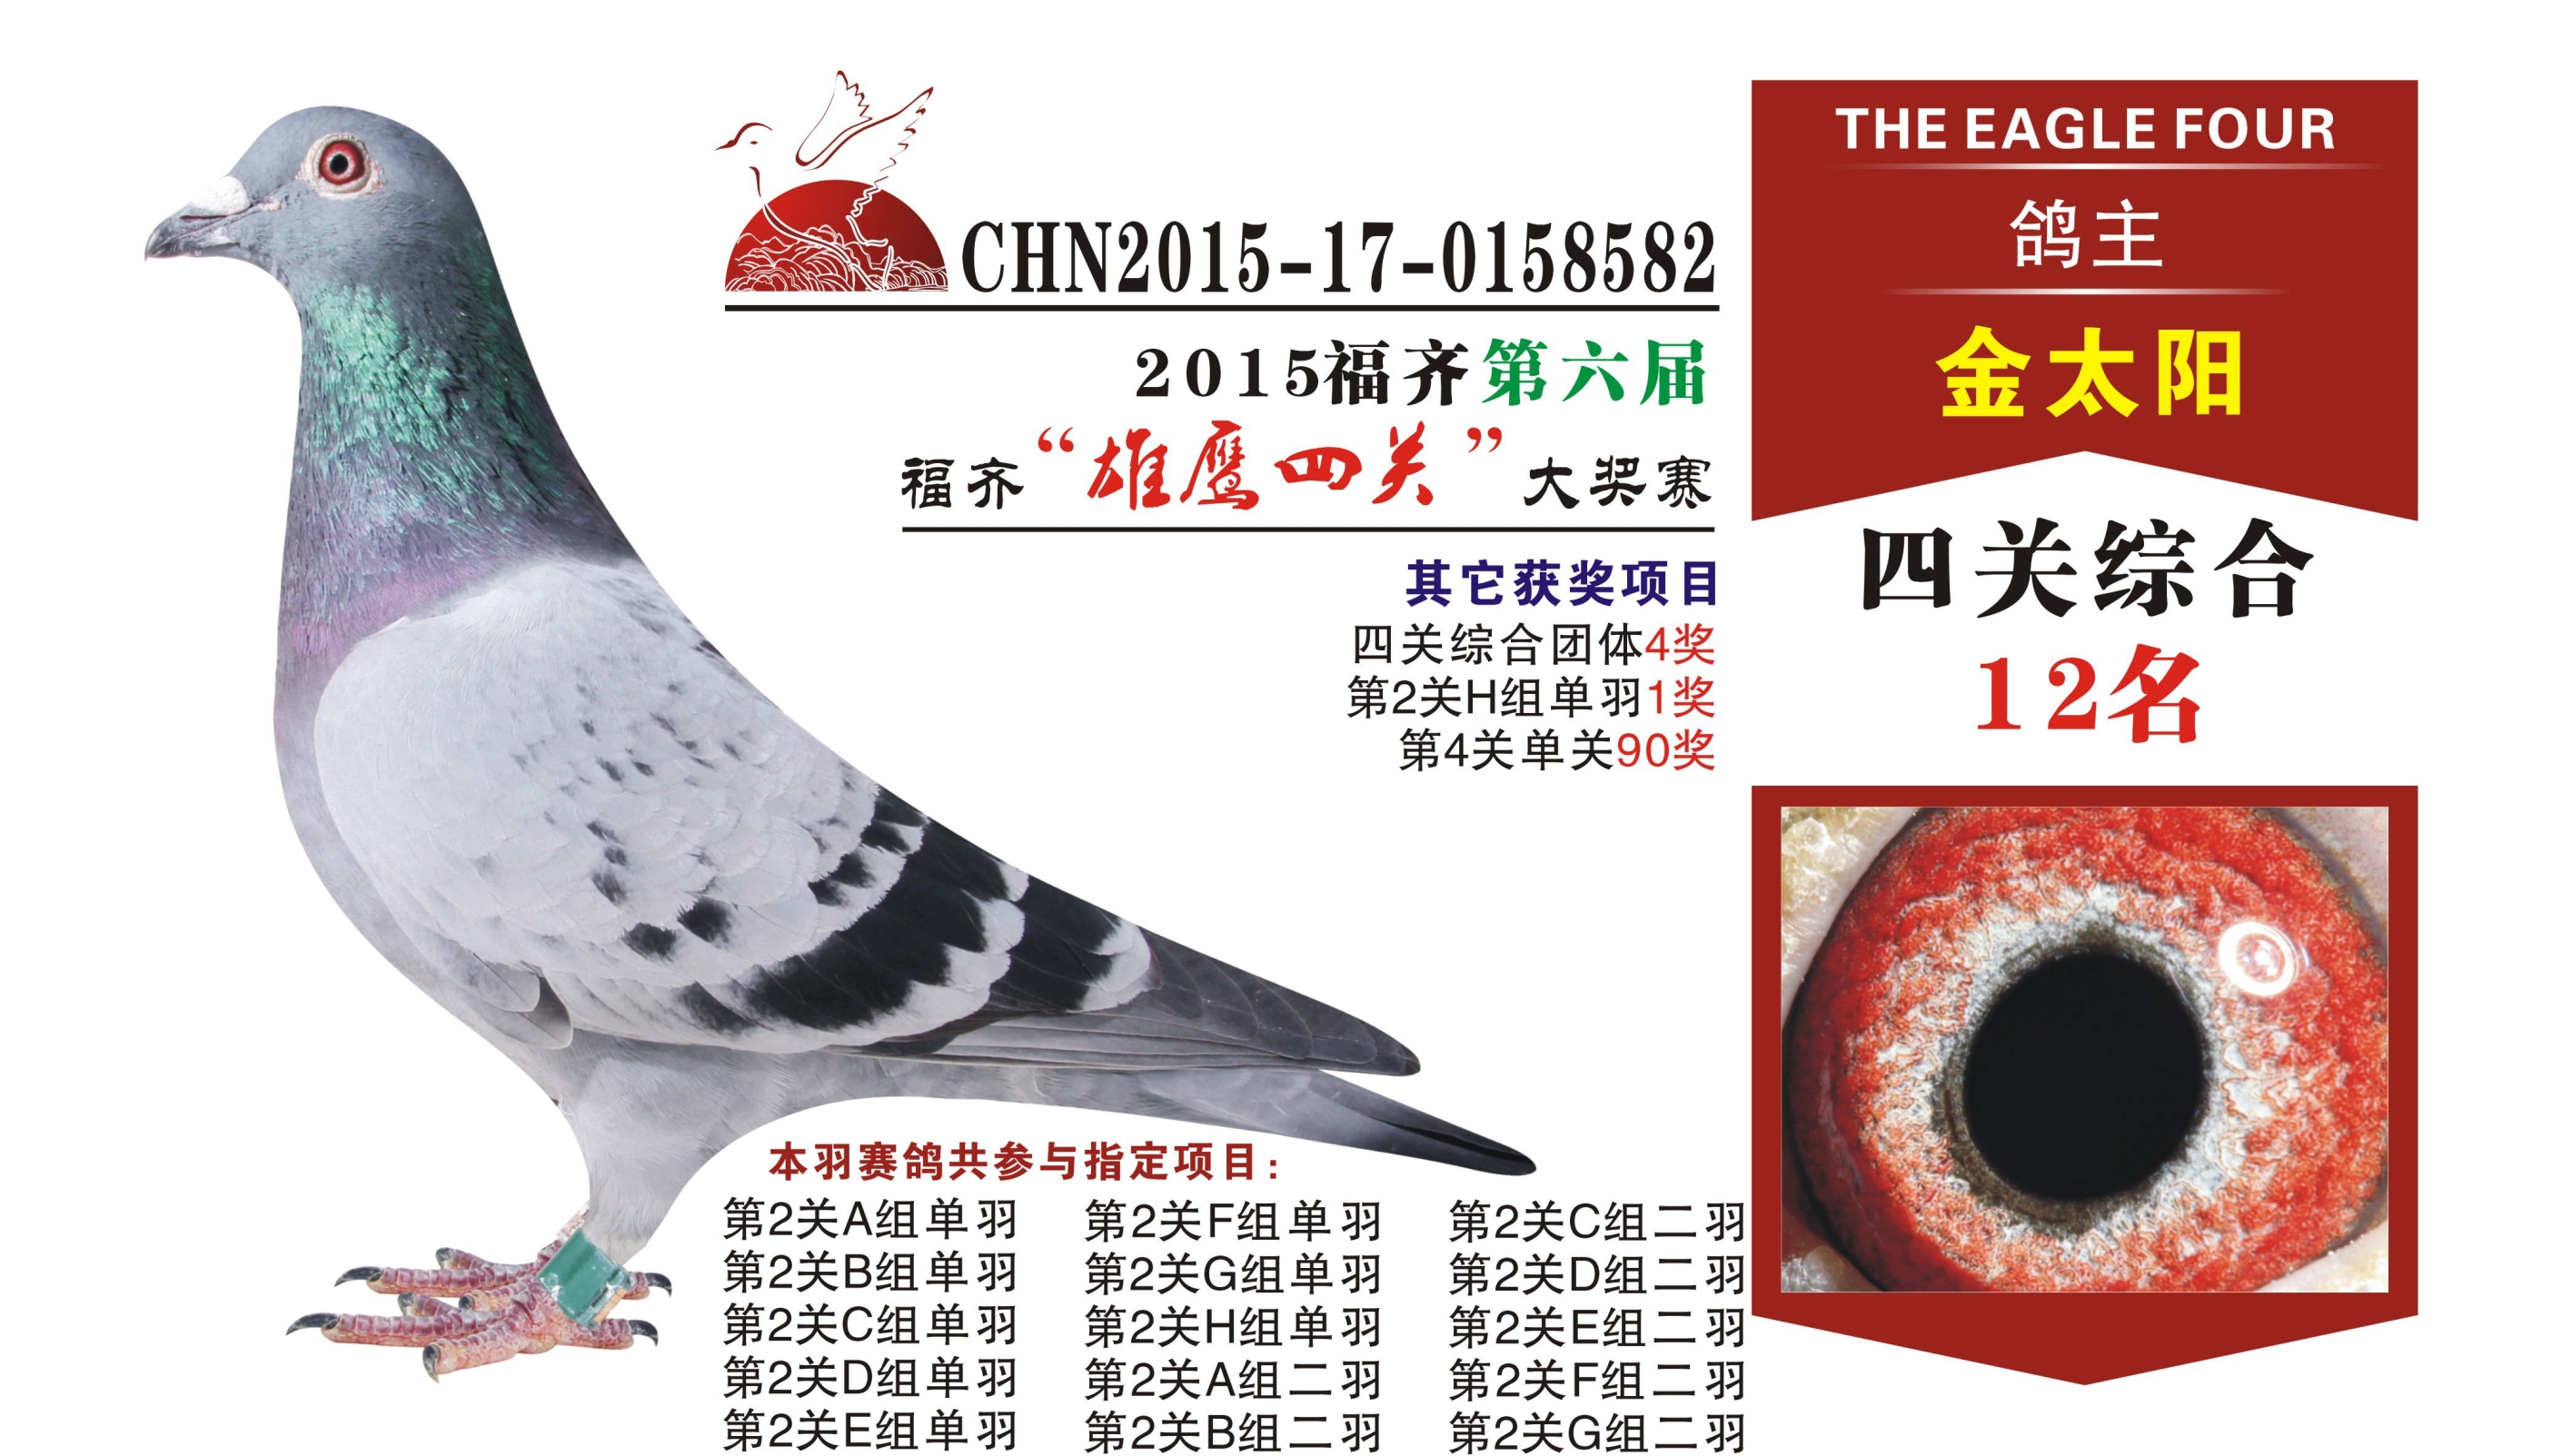 CHN2015-17-0158582
2015福齐第六届
福齐“雄鹰四关”大奖赛
其它获奖项目
四关综合团体4奖
第2关H组单羽1奖
第4关单关90奖
THE EAGLE FOUR
鸽主
金太阳
四关综合
12名
本羽赛鸽共参与指定项目：
第2关A组单羽 第2关F组单羽 第2关C组二羽
第2关B组单羽 第2关G组单羽 第2关D组二羽
第2关C组单羽 第2关H组单羽 第2关E组二羽
第2关D组单羽 第2关A组二羽 第2关F组二羽
第2关E组单羽 第2关B组二羽 第2关G组二羽